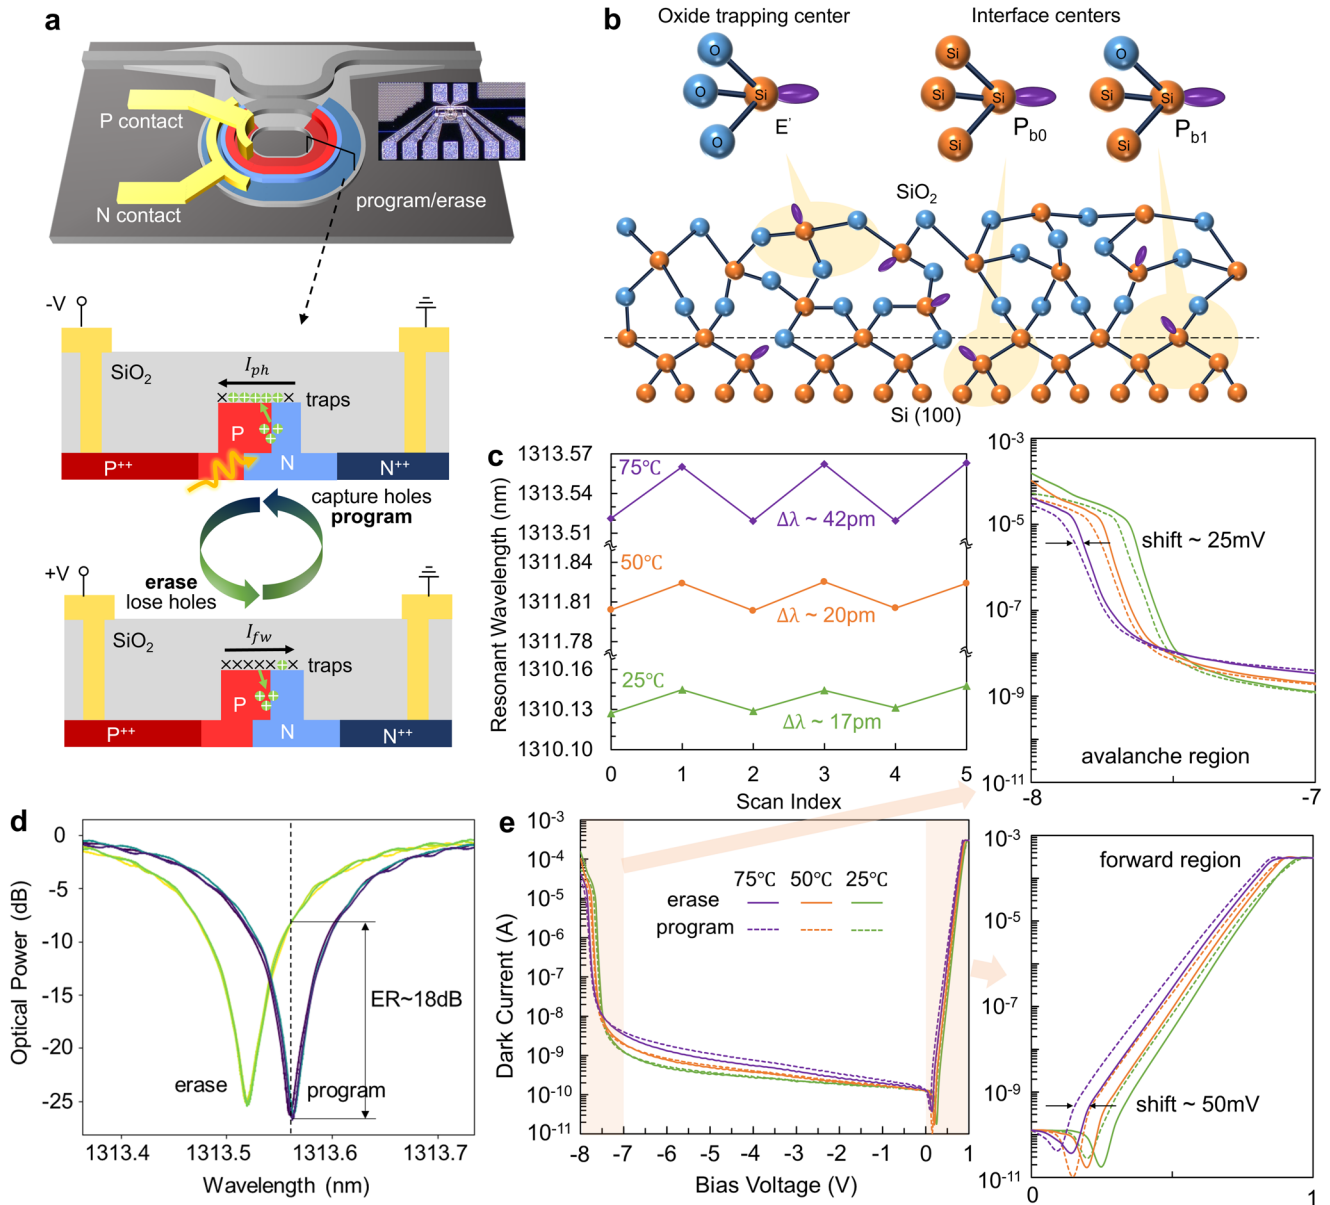 a
P contact
N contact
program/erase
-V
SiO2
Iph
traps
P
N
P++
N++
capture holes
program
erase
lose holes
+V
SiO2
Ifw
traps
P
N
P++
N++
b
Oxide trapping center
Interface centers
O
O
Si
O
E'
Si
Si
Si
Si
Pb0
O
Si
Si
Si
Pb1
SiO2
Si (100)
c
Resonant Wavelength (nm)
1313.57
1313.54
1313.51
1311.84
1311.81
1311.78
1310.16
1310.13
1310.10
75℃
Δλ ~ 42pm
50℃
Δλ ~ 20pm
25℃
Δλ ~ 17pm
0 1 2 3 4 5
Scan Index
10-3
10-5
10-7
10-9
10-11
shift ~ 25mV
avalanche region
-8 -7
d
Optical Power (dB)
0
-5
-10
-15
-20
-25
ER~18dB
erase
program
1313.4 1313.5 1313.6 1313.7
Wavelength (nm)
e
Dark Current (A)
10-3
10-4
10-5
10-6
10-7
10-8
10-9
10-10
10-11
75℃ 50℃ 25℃
erase
program
-8 -7 -6 -5 -4 -3 -2 -1 0 1
Bias Voltage (V)
10-3
10-5
10-7
10-9
10-11
forward region
shift ~ 50mV
0 1